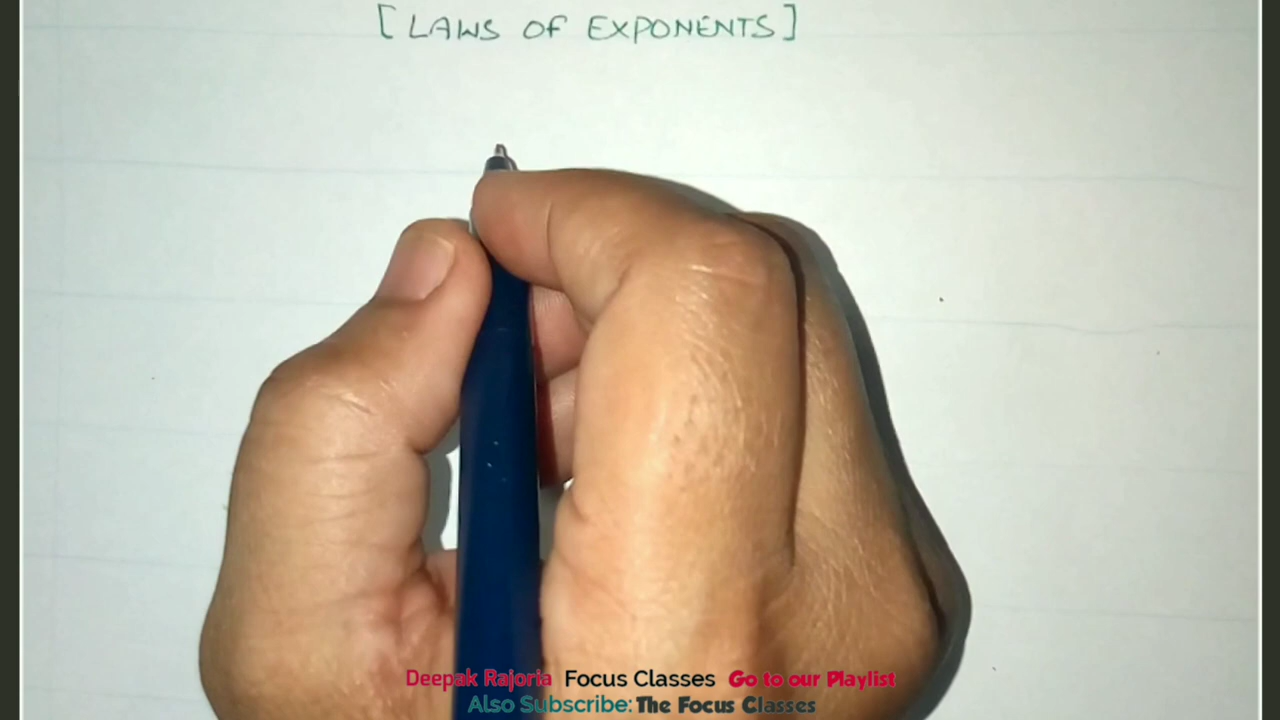 [LAWS OF EXPONENTS]
Deepak Rajoria Focus Classes Go to our Playlist
Also Subscribe: The Focus Classes